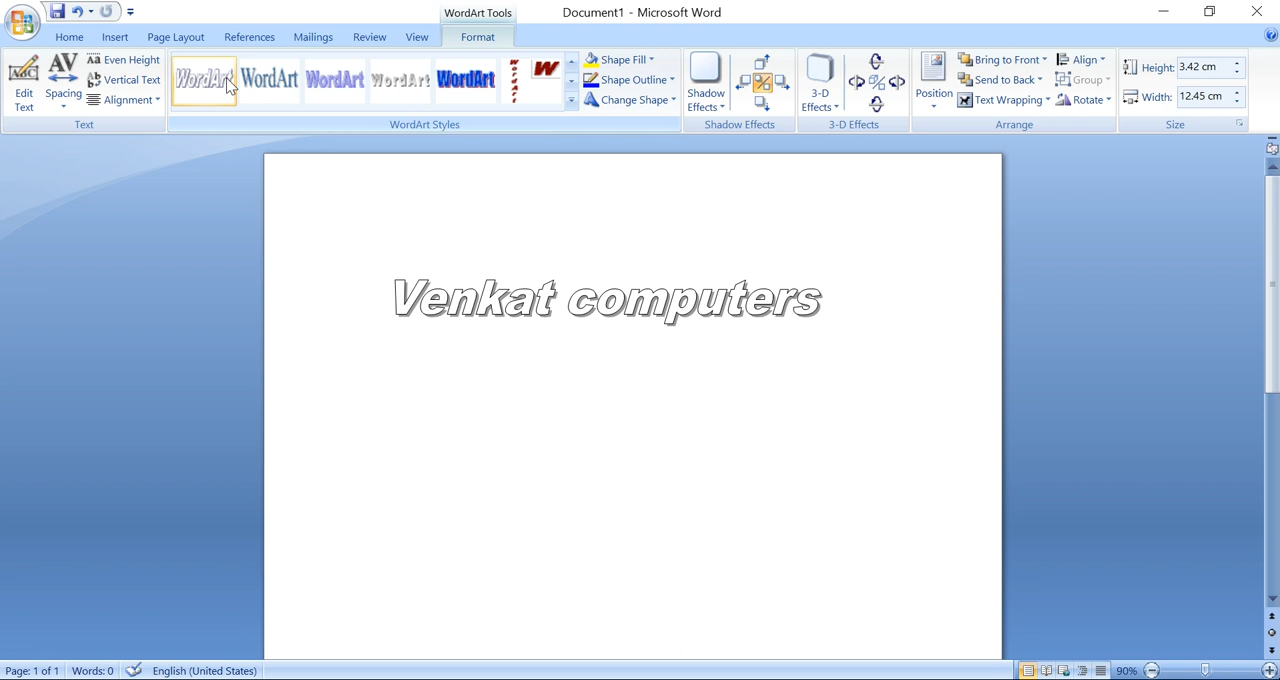 WordArt Tools
Document1 - Microsoft Word
Home Insert Page Layout References Mailings Review View Format
Edit Text
Spacing
Aa Even Height
Vertical Text
Alignment
Text
WordArt WordArt WordArt WordArt WordArt WordArt W
WordArt Styles
Shape Fill
Shape Outline
Change Shape
Shadow Effects
Shadow Effects
3-D Effects
3-D Effects
Position
Bring to Front
Send to Back
Text Wrapping
Align
Group
Rotate
Arrange
Height: 3.42 cm
Width: 12.45 cm
Size
Venkat computers
Page: 1 of 1 Words: 0 English (United States) 90%